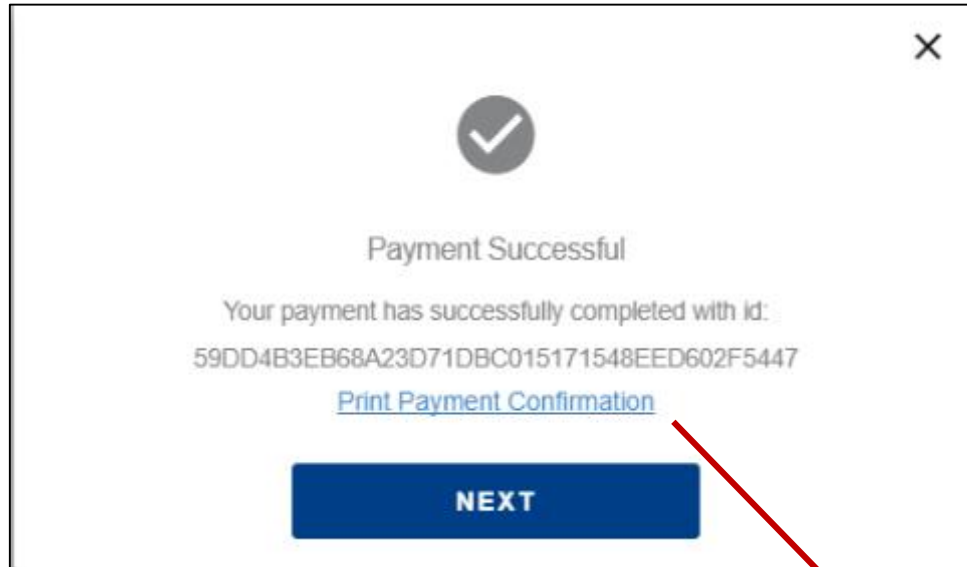 Payment Successful
Your payment has successfully completed with id:
59DD4B3EB68A23D71DBC015171548EED602F5447
Print Payment Confirmation
NEXT